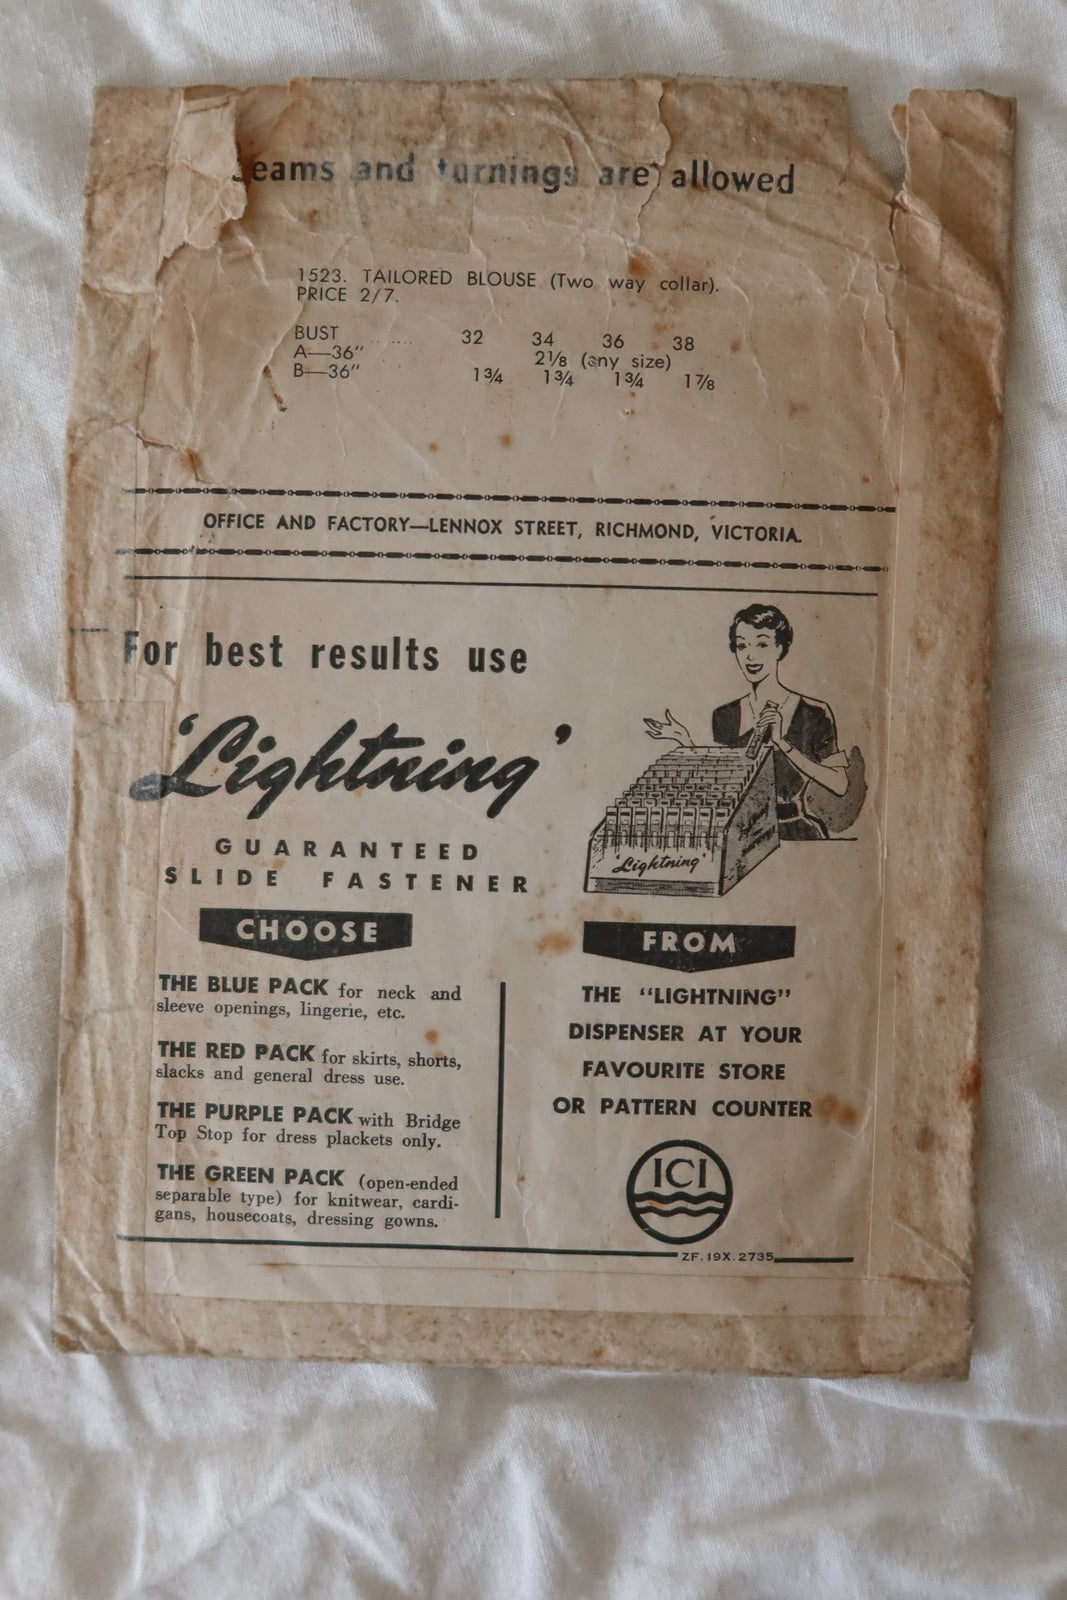 Seams and turnings are allowed
1523. TAILORED BLOUSE (Two way collar).
PRICE 2/7.
BUST ...... 32 34 36 38
A—36" 2⅛ (any size)
B—36" 1¾ 1¾ 1¾ 1⅞
OFFICE AND FACTORY—LENNOX STREET, RICHMOND, VICTORIA.
For best results use
'Lightning'
GUARANTEED
SLIDE FASTENER
'Lightning'
CHOOSE
THE BLUE PACK for neck and
sleeve openings, lingerie, etc.
THE RED PACK for skirts, shorts,
slacks and general dress use.
THE PURPLE PACK with Bridge
Top Stop for dress plackets only.
THE GREEN PACK (open-ended
separable type) for knitwear, cardi-
gans, housecoats, dressing gowns.
FROM
THE "LIGHTNING"
DISPENSER AT YOUR
FAVOURITE STORE
OR PATTERN COUNTER
ICI
ZF.19X.2735